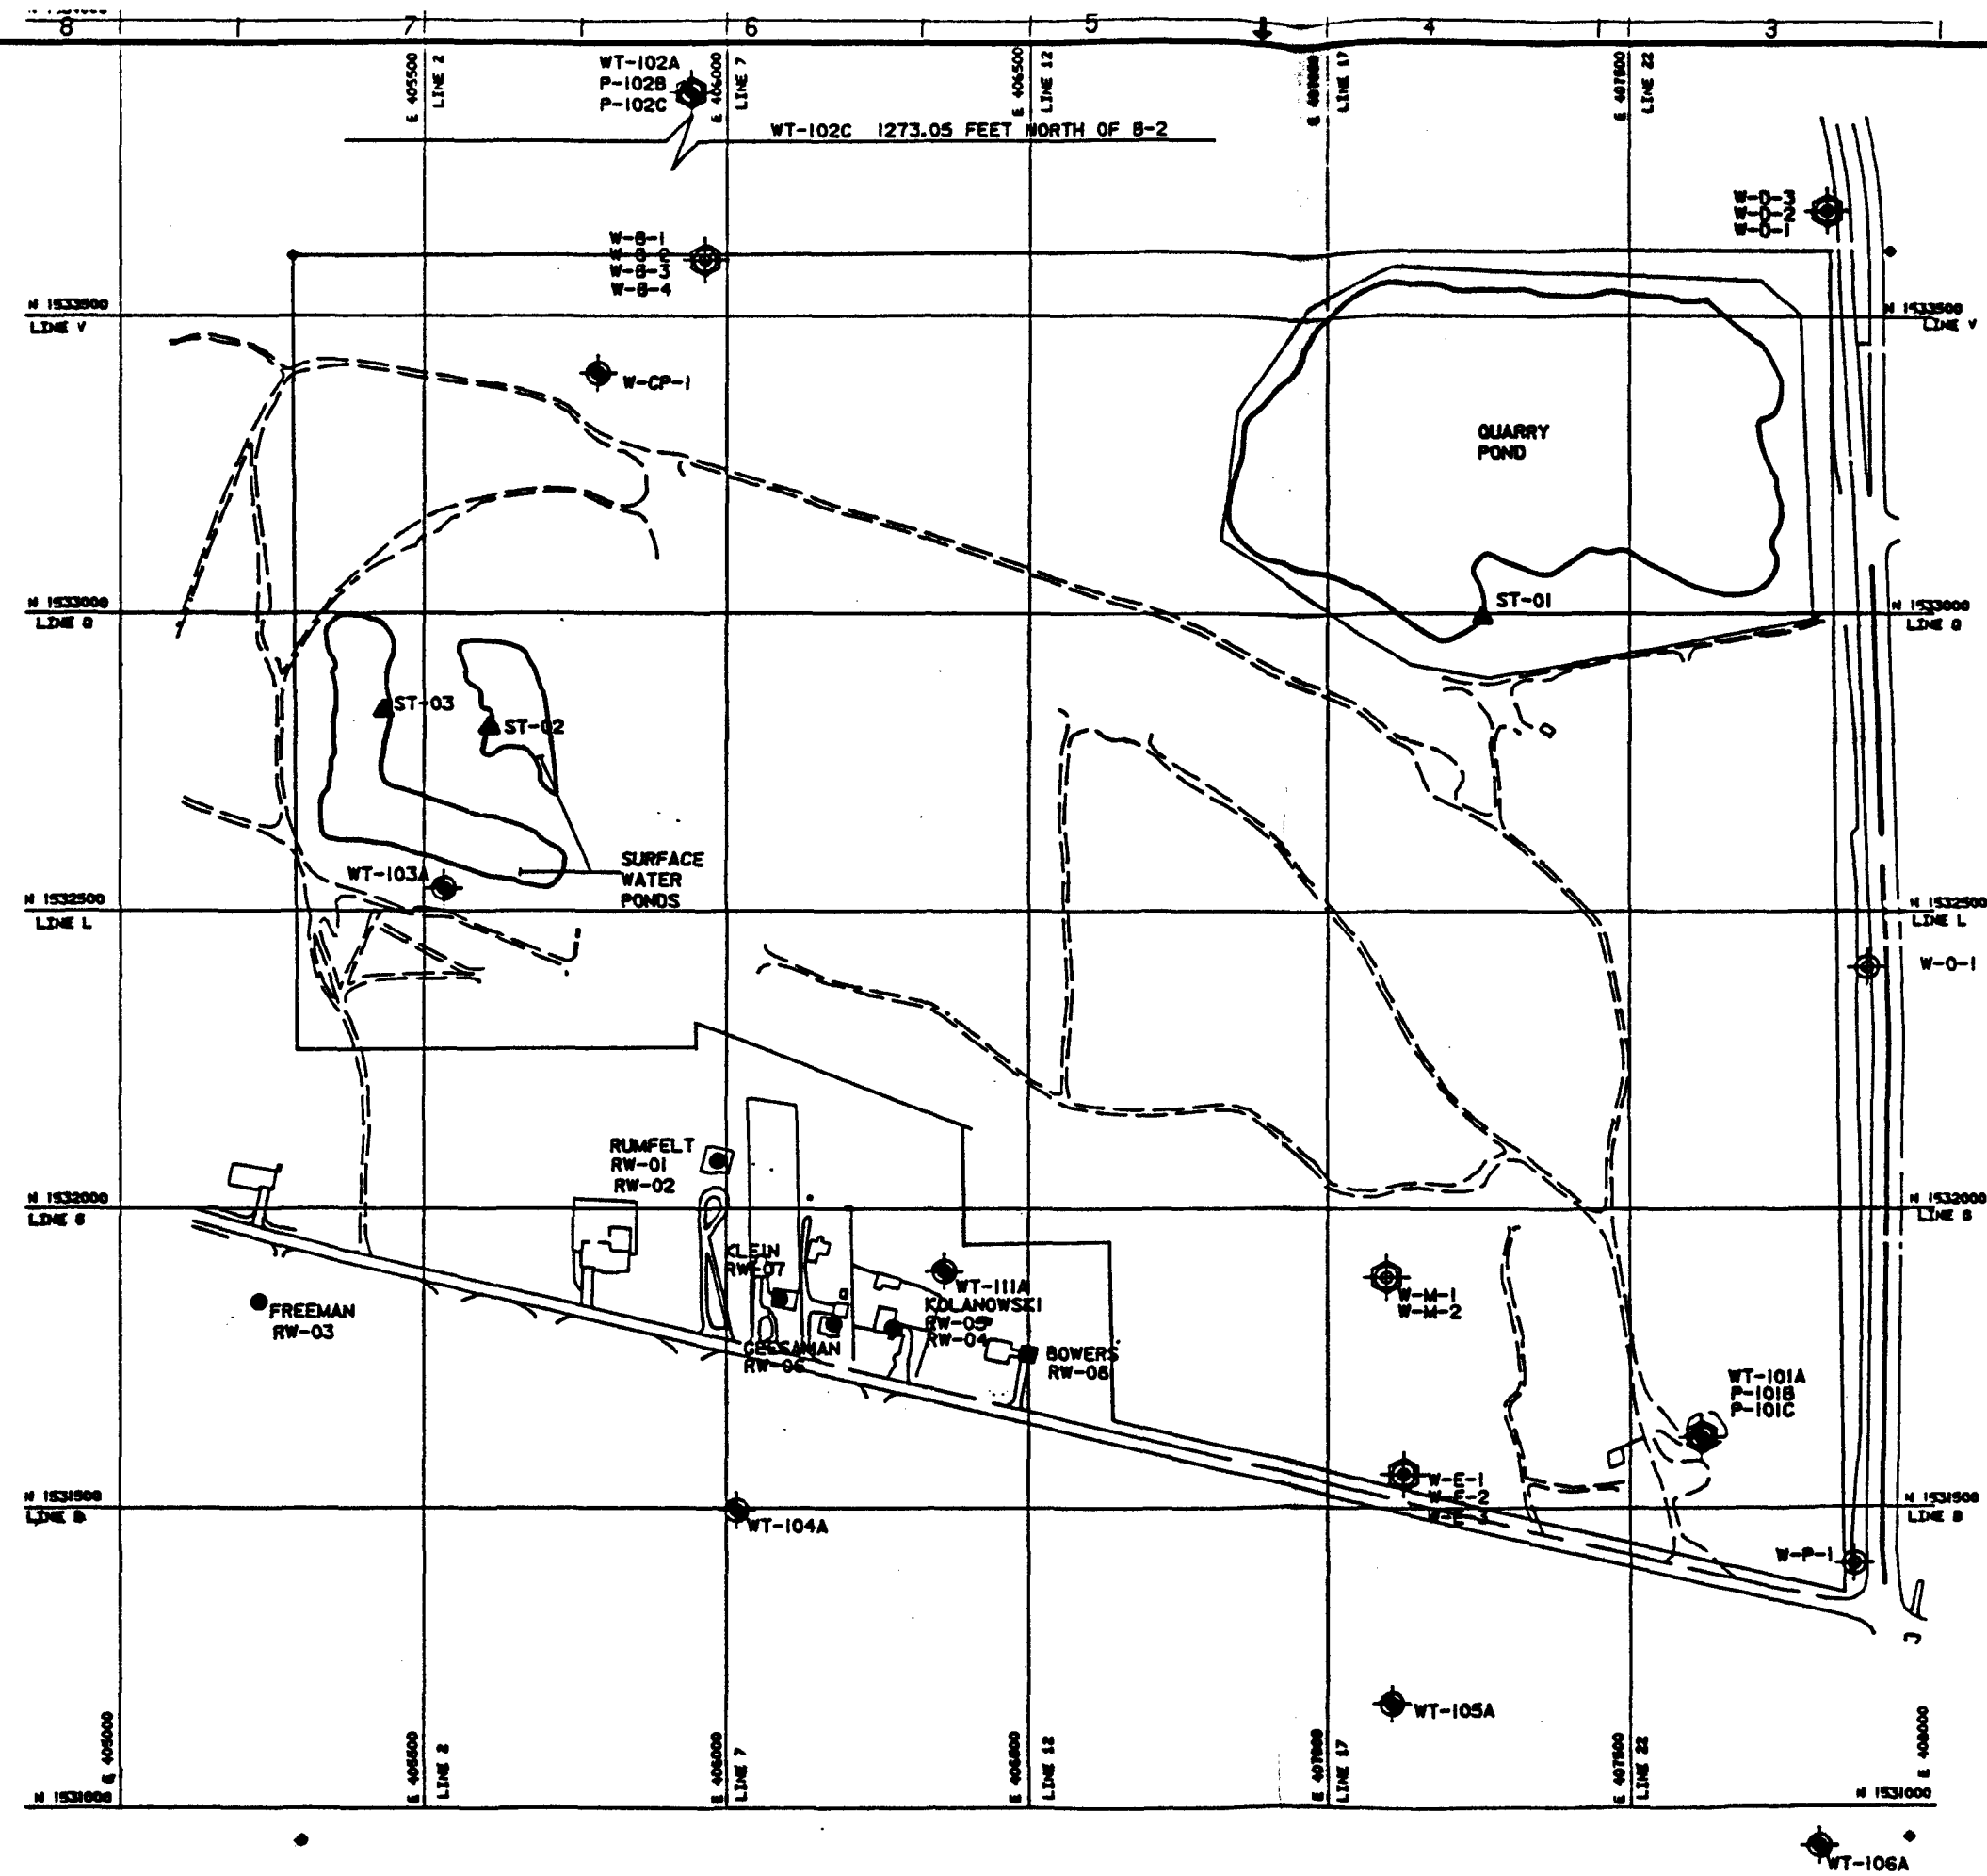 8 7 6 5 4 3
E 405500
LINE 2
E 406000
LINE 7
E 406500
LINE 12
E 407000
LINE 17
E 407500
LINE 22
WT-102A
P-102B
P-102C
WT-102C 1273.05 FEET NORTH OF B-2
W-D-3
W-D-2
W-D-1
W-B-1
W-B-2
W-B-3
W-B-4
N 1533500
LINE V
N 1533500
LINE V
W-CP-1
QUARRY
POND
ST-01
N 1533000
LINE Q
N 1533000
LINE Q
ST-03
ST-02
SURFACE
WATER
PONDS
WT-103A
N 1532500
LINE L
N 1532500
LINE L
W-O-1
RUMFELT
RW-01
RW-02
N 1532000
LINE G
N 1532000
LINE G
KLEIN
RW-07
WT-111A
KOLANOWSKI
RW-05
RW-04
W-M-1
W-M-2
FREEMAN
RW-03
RW-06
BOWERS
RW-08
WT-101A
P-101B
P-101C
W-E-1
W-E-2
W-E-3
N 1531500
LINE B
N 1531500
LINE B
WT-104A
W-P-1
WT-105A
E 405000
E 405500
LINE 2
E 406000
LINE 7
E 406500
LINE 12
E 407000
LINE 17
E 407500
LINE 22
E 408000
N 1531000
N 1531000
WT-106A